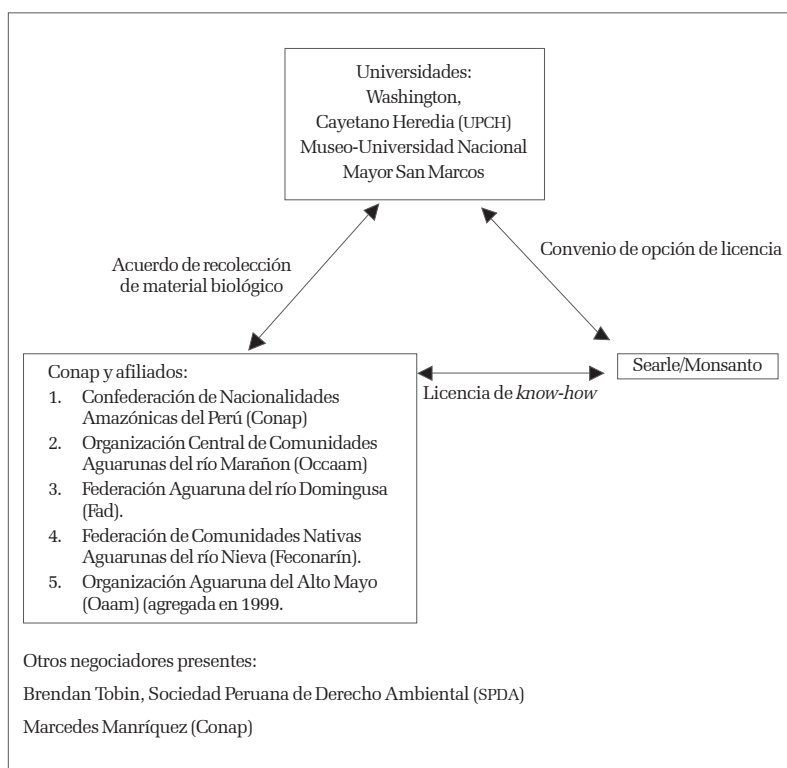 Universidades:
Washington,
Cayetano Heredia (UPCH)
Museo-Universidad Nacional
Mayor San Marcos
Acuerdo de recolección
de material biológico
Convenio de opción de licencia
Conap y afiliados:
1. Confederación de Nacionalidades
Amazónicas del Perú (Conap)
2. Organización Central de Comunidades
Aguarunas del río Marañon (Occaam)
3. Federación Aguaruna del río Domingusa
(Fad).
4. Federación de Comunidades Nativas
Aguarunas del río Nieva (Feconarín).
5. Organización Aguaruna del Alto Mayo
(Oaam) (agregada en 1999.
Licencia de know-how
Searle/Monsanto
Otros negociadores presentes:
Brendan Tobin, Sociedad Peruana de Derecho Ambiental (SPDA)
Marcedes Manríquez (Conap)